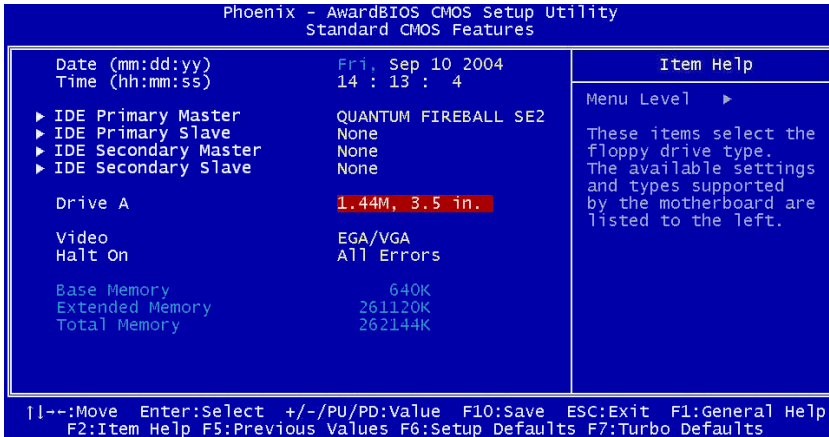 Phoenix - AwardBIOS CMOS Setup Utility
Standard CMOS Features
Date (mm:dd:yy) Fri, Sep 10 2004
Time (hh:mm:ss) 14 : 13 : 4
▶ IDE Primary Master QUANTUM FIREBALL SE2
▶ IDE Primary Slave None
▶ IDE Secondary Master None
▶ IDE Secondary Slave None
Drive A 1.44M, 3.5 in.
Video EGA/VGA
Halt On All Errors
Base Memory 640K
Extended Memory 261120K
Total Memory 262144K
Item Help
Menu Level ▶
These items select the
floppy drive type.
The available settings
and types supported
by the motherboard are
listed to the left.
↑↓→←:Move Enter:Select +/-/PU/PD:Value F10:Save ESC:Exit F1:General Help
F2:Item Help F5:Previous Values F6:Setup Defaults F7:Turbo Defaults